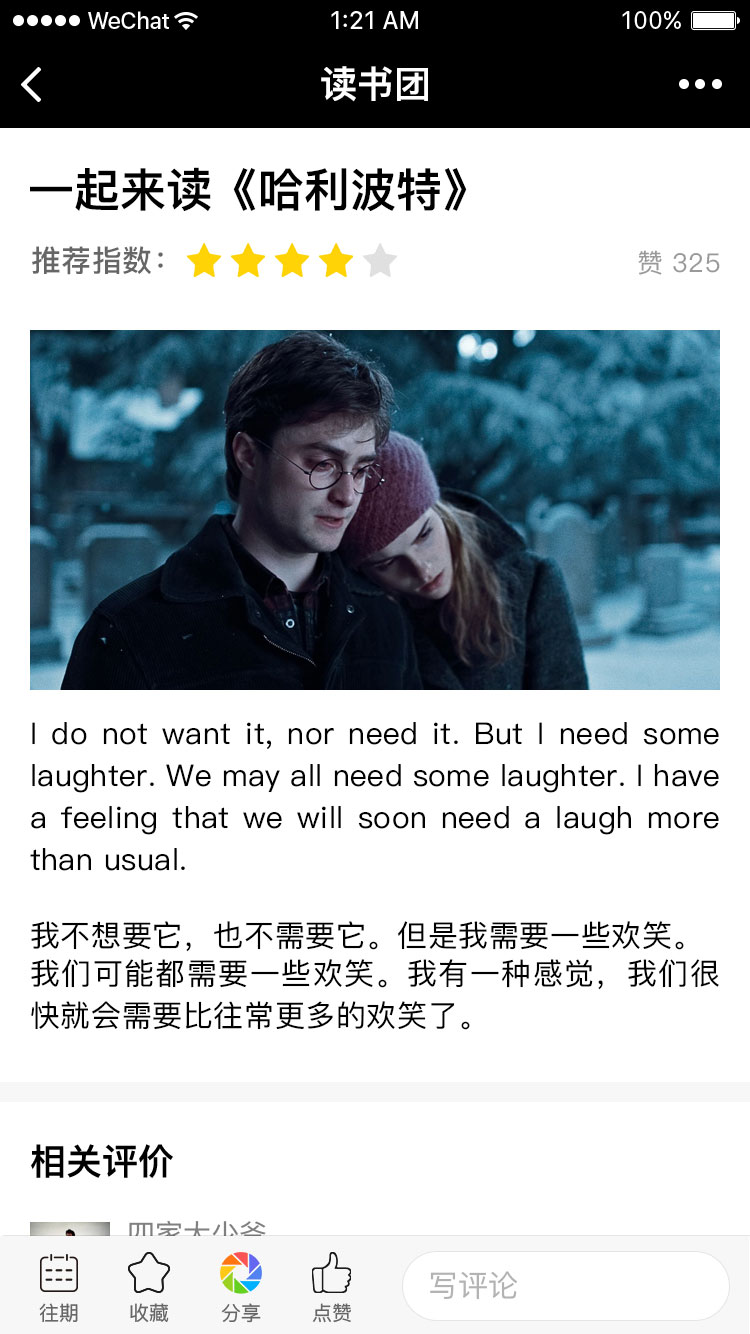 WeChat 1:21 AM 100%
读书团
一起来读《哈利波特》
推荐指数： 赞 325
I do not want it, nor need it. But I need some
laughter. We may all need some laughter. I have
a feeling that we will soon need a laugh more
than usual.
我不想要它，也不需要它。但是我需要一些欢笑。
我们可能都需要一些欢笑。我有一种感觉，我们很
快就会需要比往常更多的欢笑了。
相关评价
四家大少爷
写评论
往期 收藏 分享 点赞